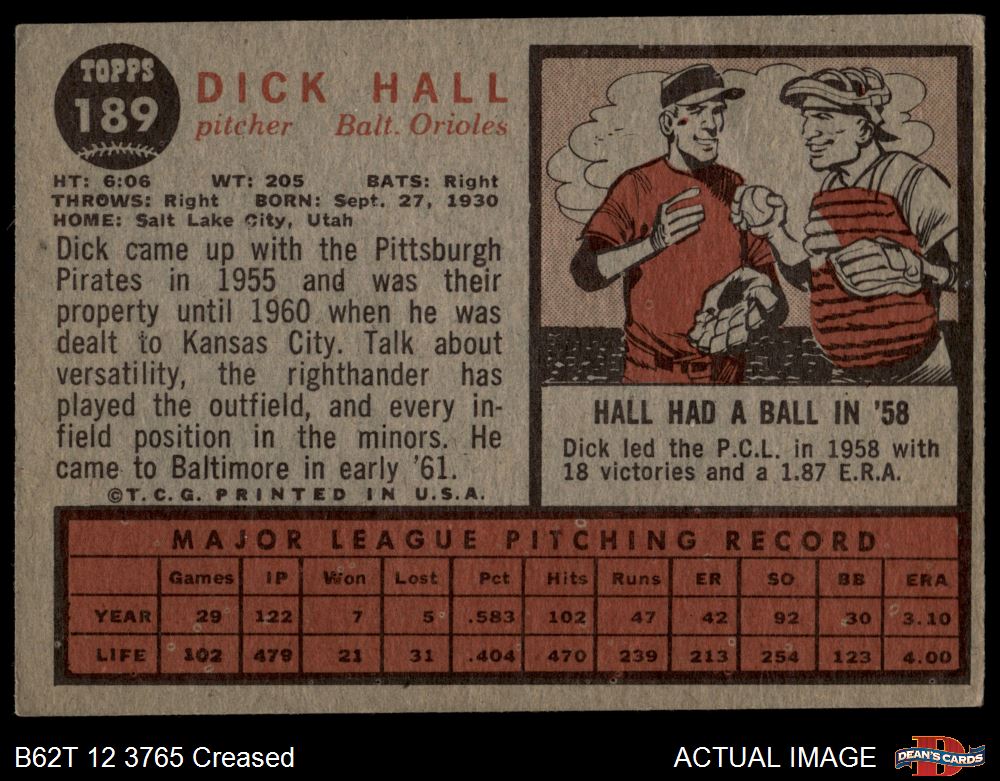 TOPPS
189
DICK HALL
pitcher Balt. Orioles
HT: 6:06 WT: 205 BATS: Right
THROWS: Right BORN: Sept. 27, 1930
HOME: Salt Lake City, Utah
Dick came up with the Pittsburgh
Pirates in 1955 and was their
property until 1960 when he was
dealt to Kansas City. Talk about
versatility, the righthander has
played the outfield, and every in-
field position in the minors. He
came to Baltimore in early '61.
©T.C.G. PRINTED IN U.S.A.
HALL HAD A BALL IN '58
Dick led the P.C.L. in 1958 with
18 victories and a 1.87 E.R.A.
MAJOR LEAGUE PITCHING RECORD
Games IP Won Lost Pct Hits Runs ER SO BB ERA
YEAR 29 122 7 5 .583 102 47 42 92 30 3.10
LIFE 102 479 21 31 .404 470 239 213 254 123 4.00
B62T 12 3765 Creased
ACTUAL IMAGE
D
DEAN'S CARDS